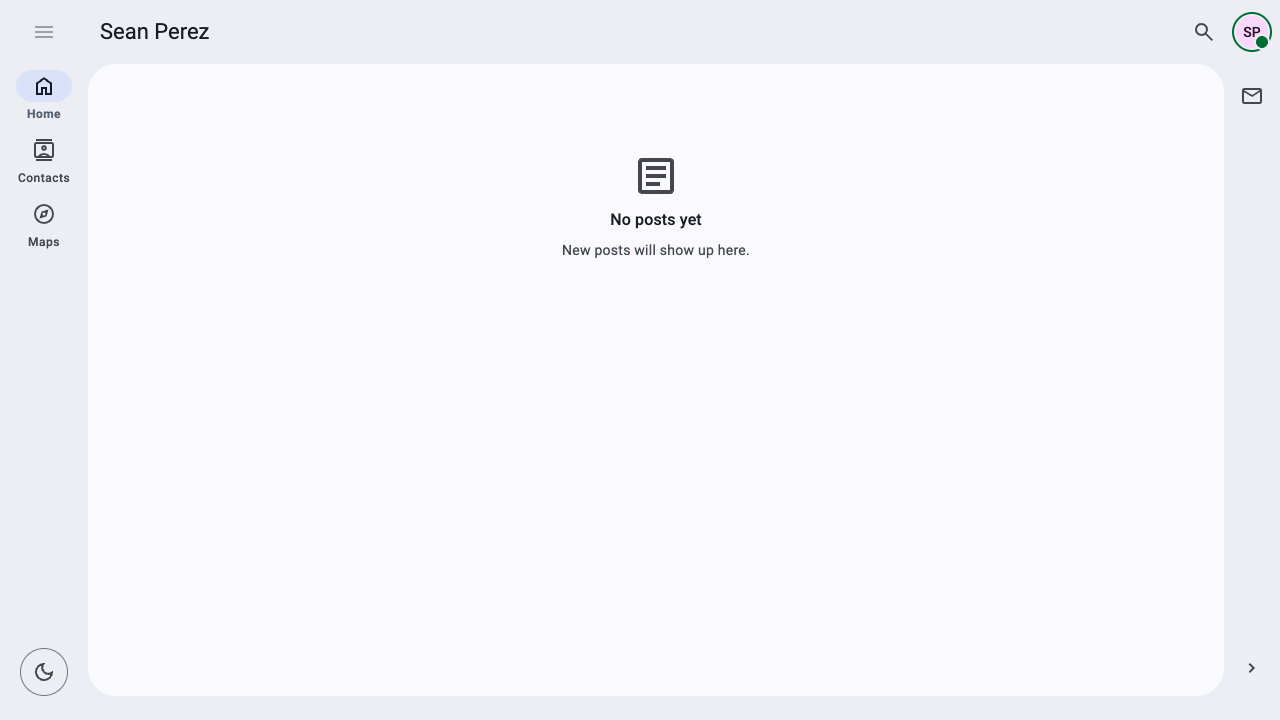 Sean Perez
SP
Home
Contacts
Maps
No posts yet
New posts will show up here.